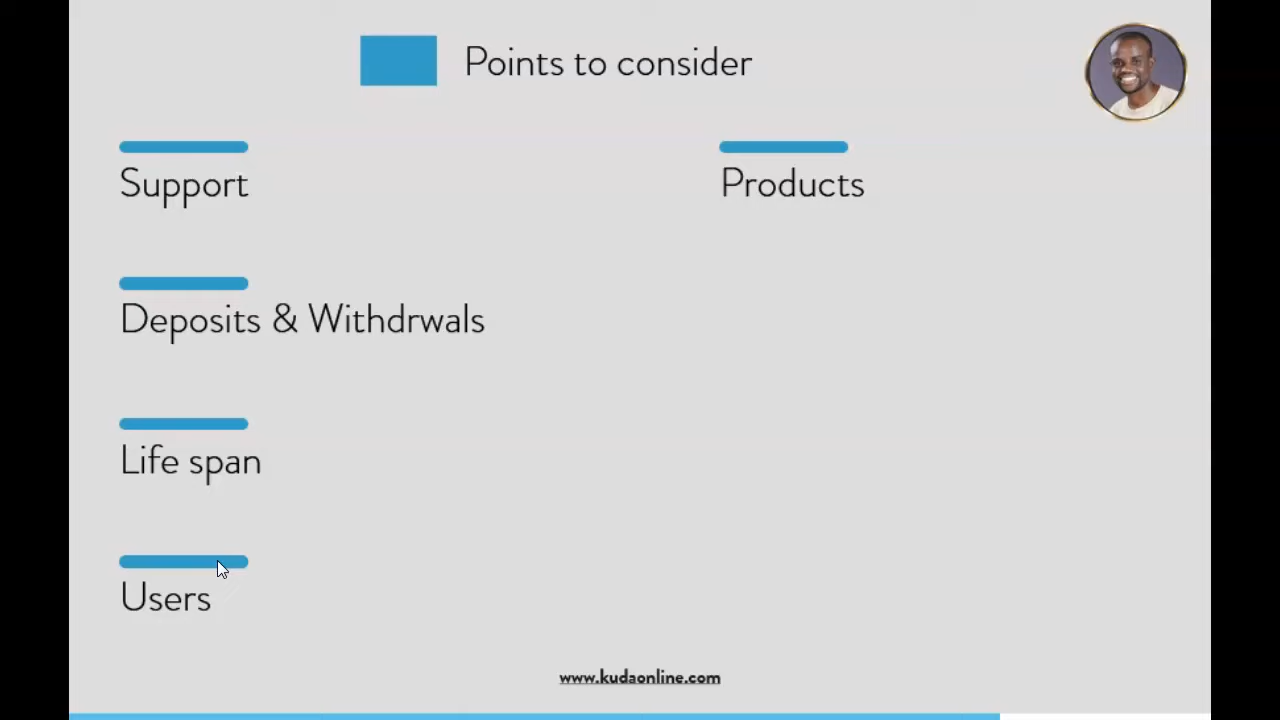 Points to consider
Support
Products
Deposits & Withdrwals
Life span
Users
www.kudaonline.com